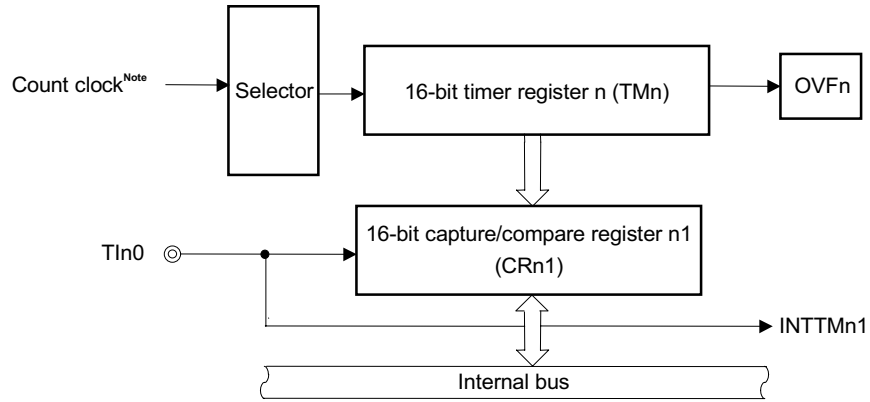 Count clockNote
Selector
16-bit timer register n (TMn)
OVFn
TIn0
16-bit capture/compare register n1
(CRn1)
INTTMn1
Internal bus